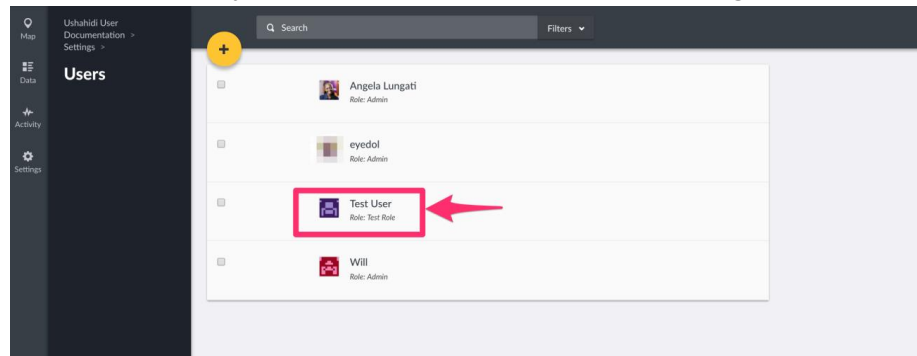 Map
Data
Activity
Settings
Ushahidi User
Documentation >
Settings >
Users
+
Search
Filters
Angela Lungati
Role: Admin
eyedol
Role: Admin
Test User
Role: Test Role
Will
Role: Admin